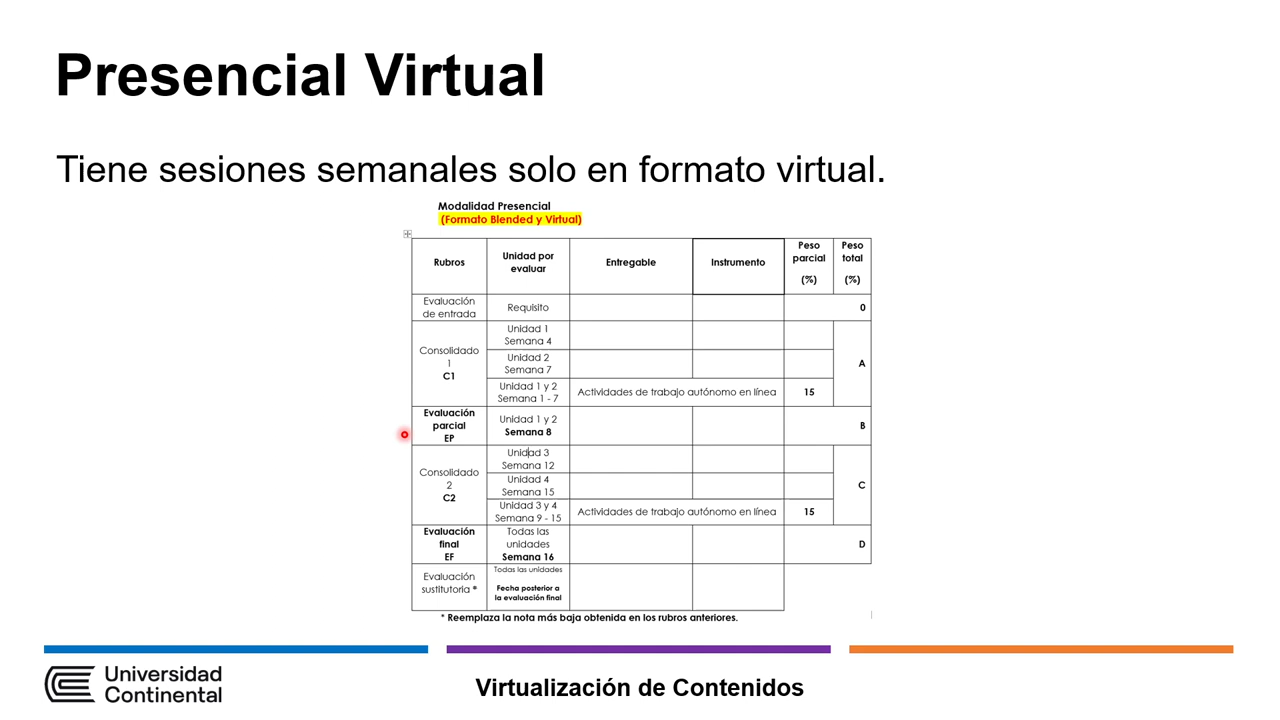 Presencial Virtual
Tiene sesiones semanales solo en formato virtual.
Modalidad Presencial
(Formato Blended y Virtual)
Rubros
Unidad por
evaluar
Entregable
Instrumento
Peso
parcial
(%)
Peso
total
(%)
Evaluación
de entrada
Requisito
0
Consolidado
1
C1
Unidad 1
Semana 4
Unidad 2
Semana 7
Unidad 1 y 2
Semana 1 - 7
Actividades de trabajo autónomo en línea
15
A
Evaluación
parcial
EP
Unidad 1 y 2
Semana 8
B
Consolidado
2
C2
Unidad 3
Semana 12
Unidad 4
Semana 15
Unidad 3 y 4
Semana 9 - 15
Actividades de trabajo autónomo en línea
15
C
Evaluación
final
EF
Todas las
unidades
Semana 16
D
Evaluación
sustitutoria *
Todas las unidades
Fecha posterior a
la evaluación final
* Reemplaza la nota más baja obtenida en los rubros anteriores.
Universidad
Continental
Virtualización de Contenidos